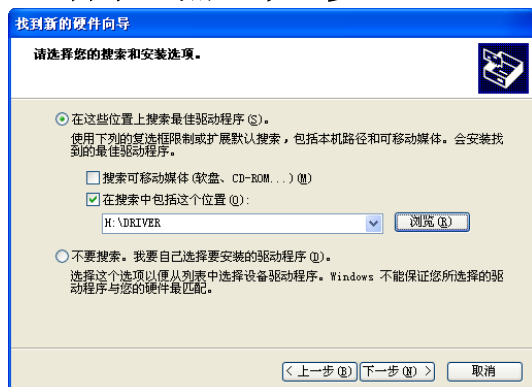 找到新的硬件向导
请选择您的搜索和安装选项。
在这些位置上搜索最佳驱动程序(S)。
使用下列的复选框限制或扩展默认搜索，包括本机路径和可移动媒体。会安装找
到的最佳驱动程序。
搜索可移动媒体(软盘、CD-ROM...)(M)
在搜索中包括这个位置(O):
H:\DRIVER
浏览(R)
不要搜索。我要自己选择要安装的驱动程序(D)。
选择这个选项以便从列表中选择设备驱动程序。Windows 不能保证您所选择的驱
动程序与您的硬件最匹配。
< 上一步(B) 下一步(N) > 取消